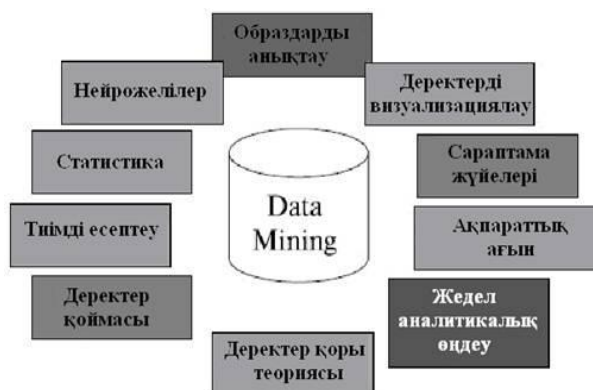 Образдарды
анықтау
Нейрожелілер
Деректерді
визуализациялау
Статистика
Сараптама
жүйелері
Data
Mining
Тиімді есептеу
Ақпараттық
ағын
Деректер
қоймасы
Жедел
аналитикалық
өңдеу
Деректер қоры
теориясы